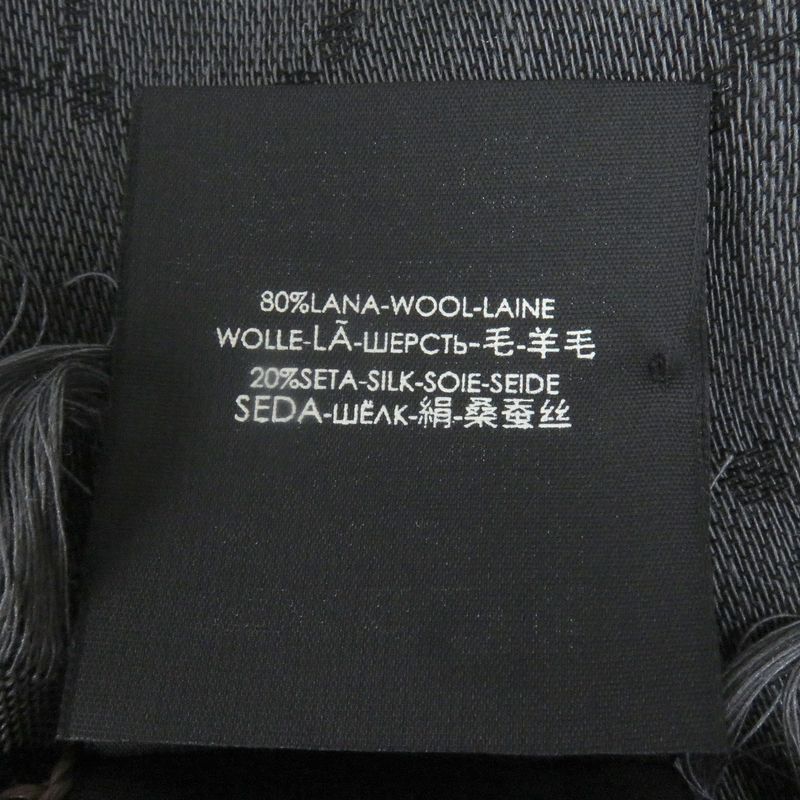 80%LANA-WOOL-LAINE
WOLLE-LÃ-ШЕРСТЬ-毛-羊毛
20%SETA-SILK-SOIE-SEIDE
SEDA-ШЁЛК-絹-桑蚕丝